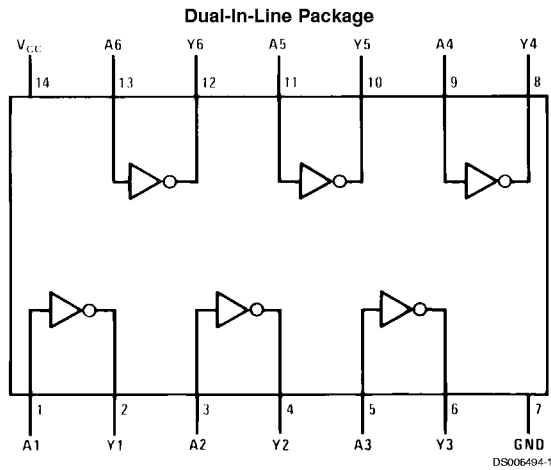 Dual-In-Line Package
VCC A6 Y6 A5 Y5 A4 Y4
14 13 12 11 10 9 8
1 2 3 4 5 6 7
A1 Y1 A2 Y2 A3 Y3 GND
DS006494-1